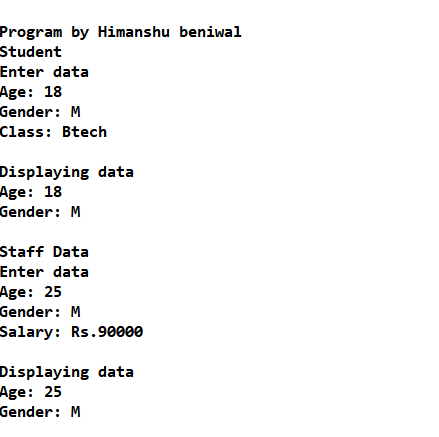 Program by Himanshu beniwal
Student
Enter data
Age: 18
Gender: M
Class: Btech
Displaying data
Age: 18
Gender: M
Staff Data
Enter data
Age: 25
Gender: M
Salary: Rs.90000
Displaying data
Age: 25
Gender: M